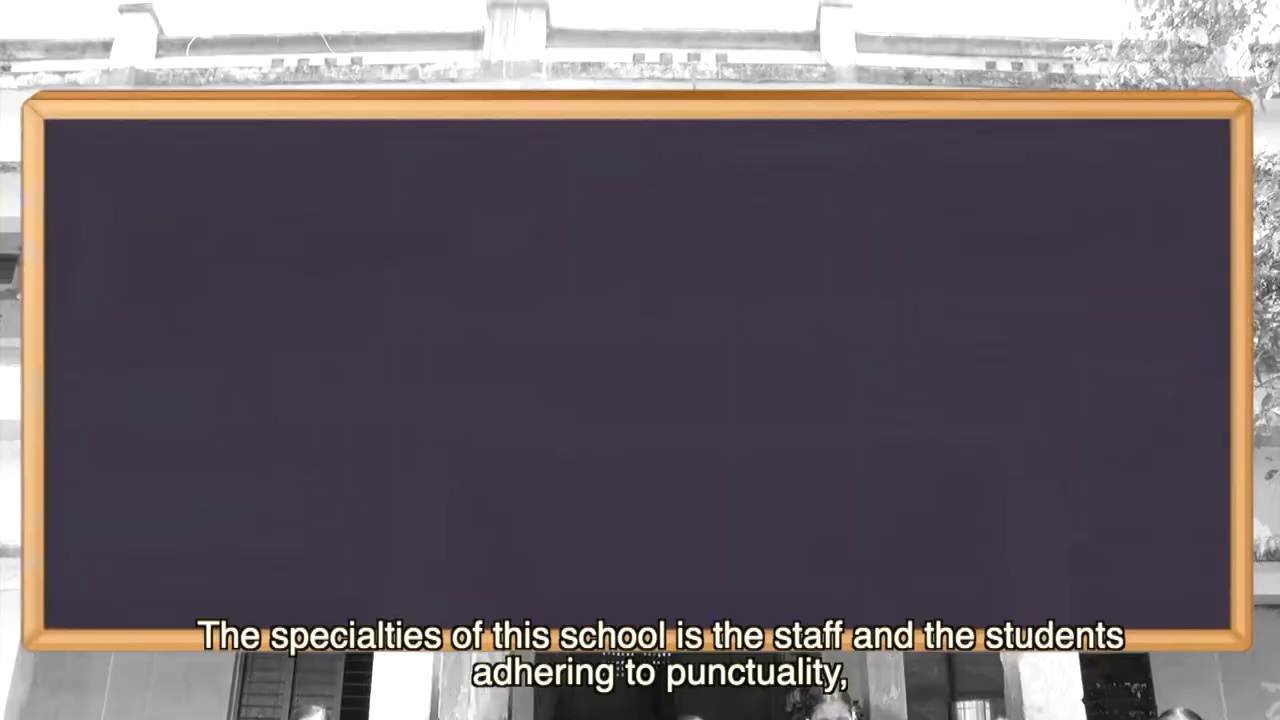 The specialties of this school is the staff and the students
adhering to punctuality,